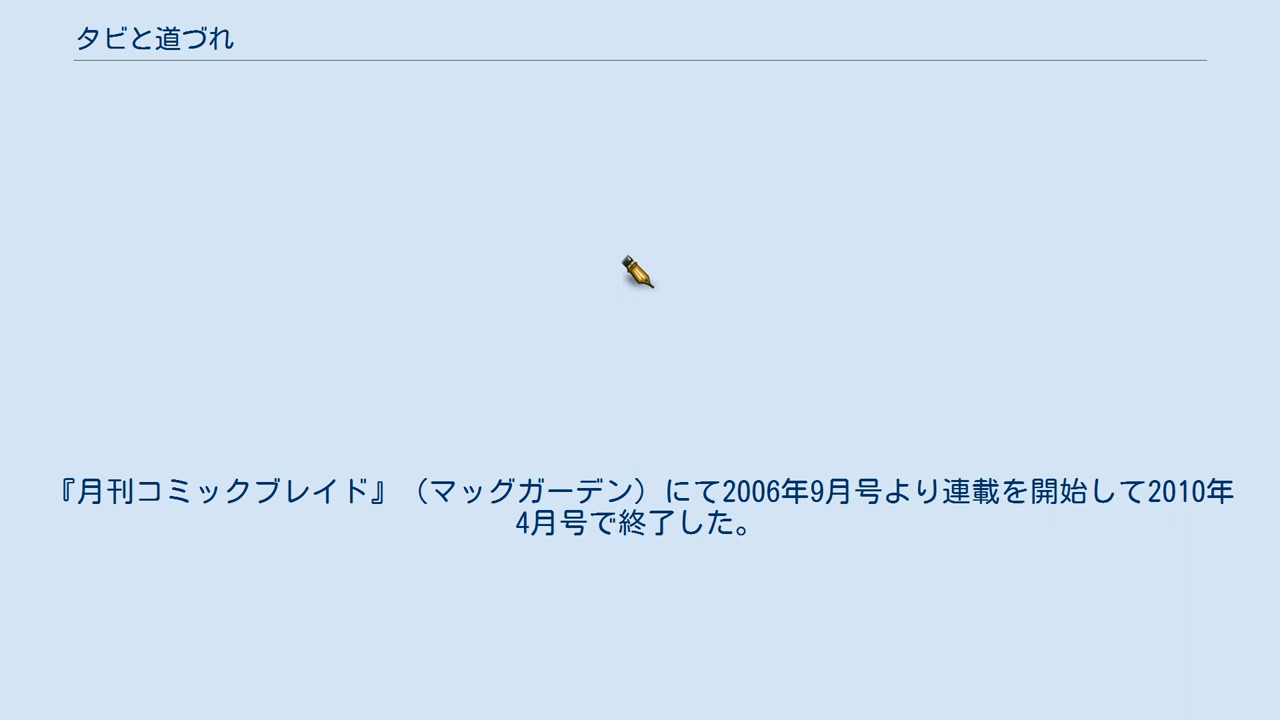 タビと道づれ
『月刊コミックブレイド』（マッグガーデン）にて2006年9月号より連載を開始して2010年
4月号で終了した。